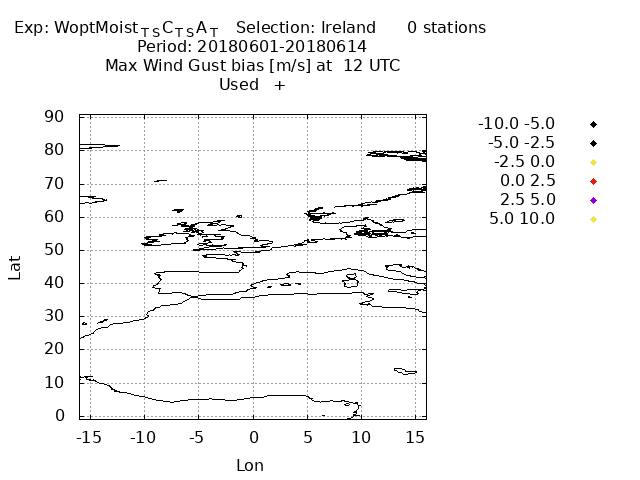 Exp: WoptMoist_T_S C_T_S A_T   Selection: Ireland      0 stations
Period: 20180601-20180614
Max Wind Gust bias [m/s] at  12 UTC
Used   +
-10.0 -5.0
-5.0 -2.5
-2.5 0.0
0.0 2.5
2.5 5.0
5.0 10.0
90
80
70
60
50
40
30
20
10
0
Lat
-15 -10 -5 0 5 10 15
Lon